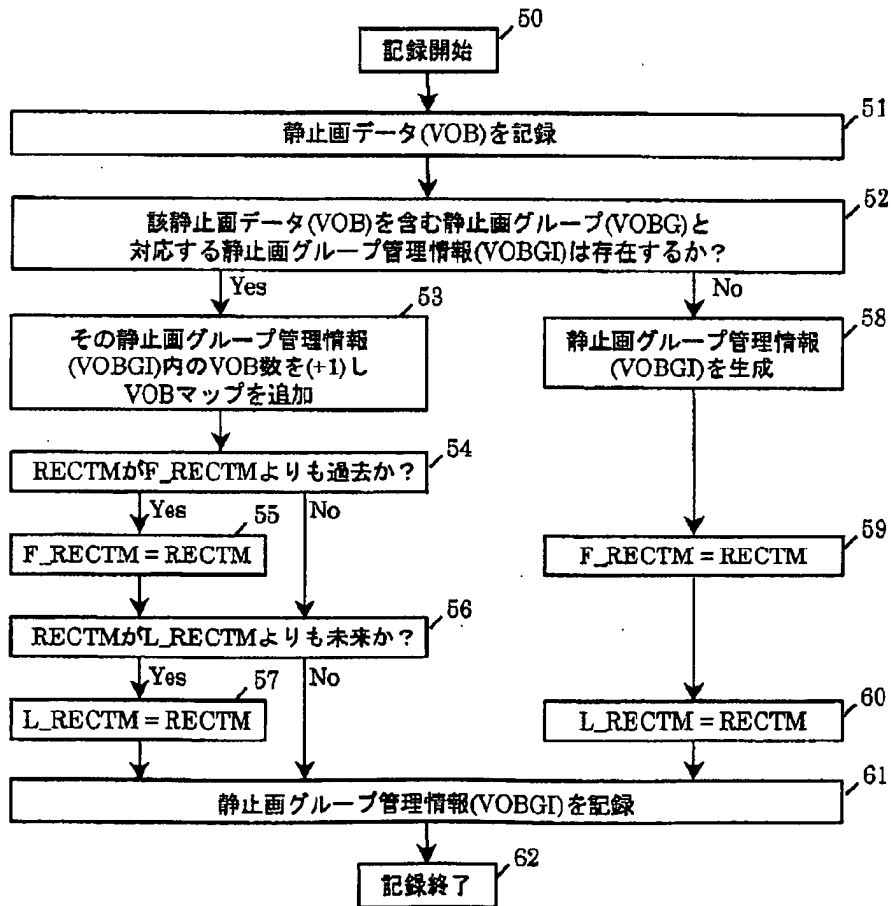 50
記録開始
51
静止画データ(VOB)を記録
52
該静止画データ(VOB)を含む静止画グループ(VOBG)と
対応する静止画グループ管理情報(VOBGI)は存在するか？
Yes
No
53
その静止画グループ管理情報
(VOBGI)内のVOB数を(+1)し
VOBマップを追加
58
静止画グループ管理情報
(VOBGI)を生成
54
RECTMがF_RECTMよりも過去か？
Yes
No
55
F_RECTM = RECTM
59
F_RECTM = RECTM
56
RECTMがL_RECTMよりも未来か？
Yes
No
57
L_RECTM = RECTM
60
L_RECTM = RECTM
61
静止画グループ管理情報(VOBGI)を記録
62
記録終了